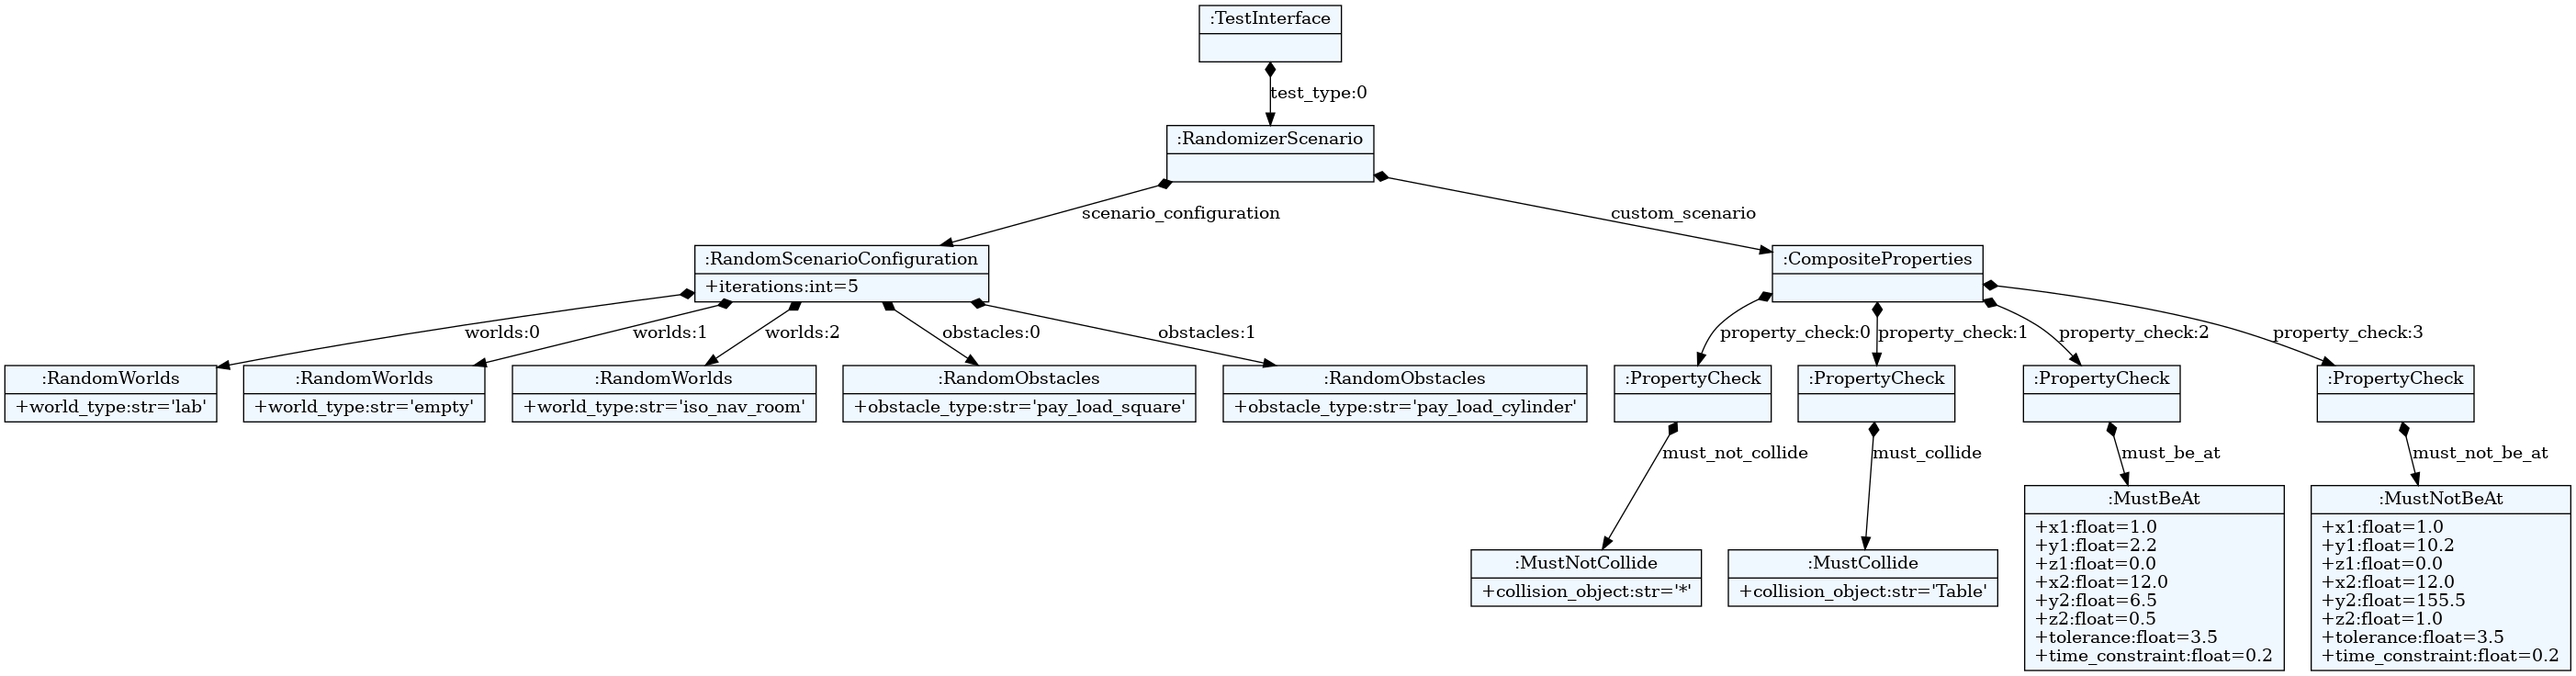 :TestInterface
test_type:0
:RandomizerScenario
scenario_configuration
custom_scenario
:RandomScenarioConfiguration
+iterations:int=5
:CompositeProperties
worlds:0
worlds:1
worlds:2
obstacles:0
obstacles:1
property_check:0
property_check:1
property_check:2
property_check:3
:RandomWorlds
+world_type:str='lab'
:RandomWorlds
+world_type:str='empty'
:RandomWorlds
+world_type:str='iso_nav_room'
:RandomObstacles
+obstacle_type:str='pay_load_square'
:RandomObstacles
+obstacle_type:str='pay_load_cylinder'
:PropertyCheck
:PropertyCheck
:PropertyCheck
:PropertyCheck
must_not_collide
must_collide
must_be_at
must_not_be_at
:MustNotCollide
+collision_object:str='*'
:MustCollide
+collision_object:str='Table'
:MustBeAt
+x1:float=1.0
+y1:float=2.2
+z1:float=0.0
+x2:float=12.0
+y2:float=6.5
+z2:float=0.5
+tolerance:float=3.5
+time_constraint:float=0.2
:MustNotBeAt
+x1:float=1.0
+y1:float=10.2
+z1:float=0.0
+x2:float=12.0
+y2:float=155.5
+z2:float=1.0
+tolerance:float=3.5
+time_constraint:float=0.2